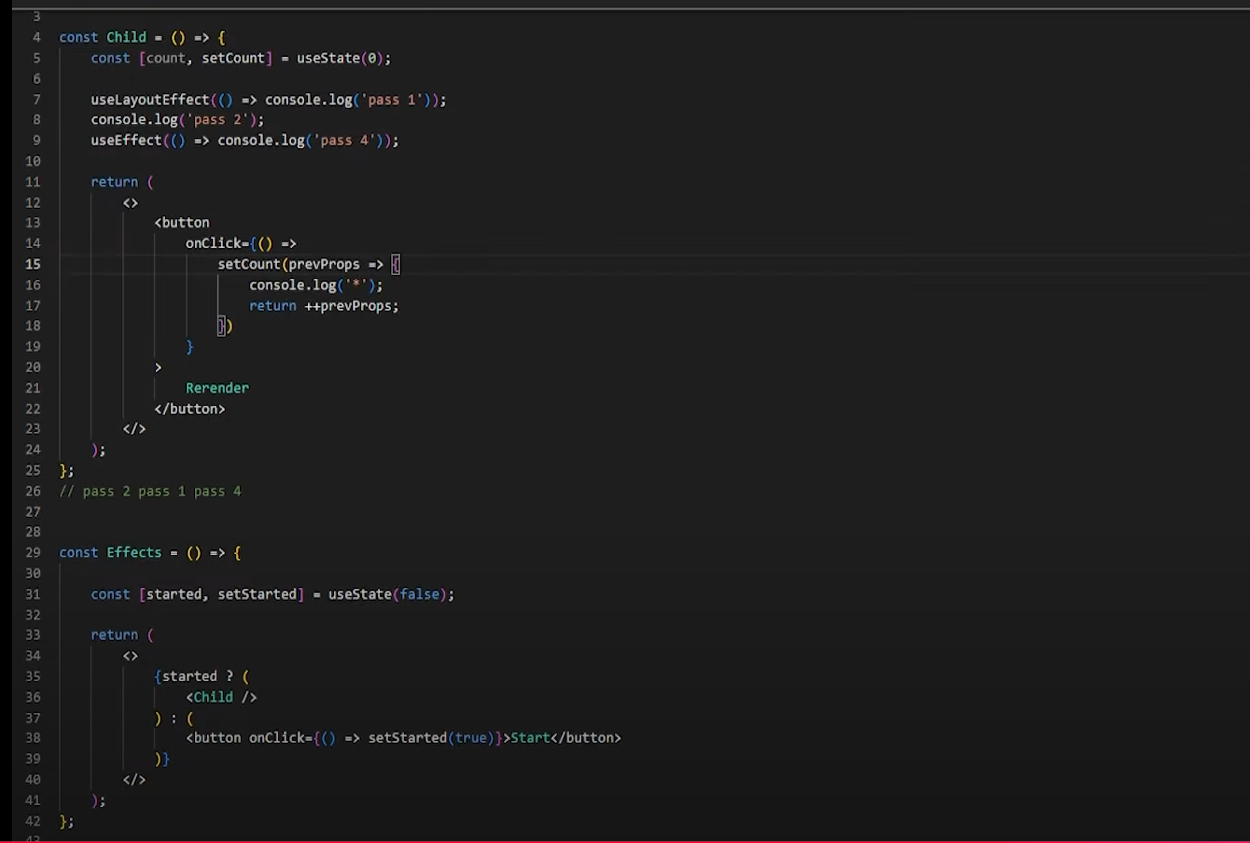 3
4 const Child = () => {
5 const [count, setCount] = useState(0);
6
7 useLayoutEffect(() => console.log('pass 1'));
8 console.log('pass 2');
9 useEffect(() => console.log('pass 4'));
10
11 return (
12 <>
13 <button
14 onClick={() =>
15 setCount(prevProps => {
16 console.log('*');
17 return ++prevProps;
18 })
19 }
20 >
21 Rerender
22 </button>
23 </>
24 );
25 };
26 // pass 2 pass 1 pass 4
27
28
29 const Effects = () => {
30
31 const [started, setStarted] = useState(false);
32
33 return (
34 <>
35 {started ? (
36 <Child />
37 ) : (
38 <button onClick={() => setStarted(true)}>Start</button>
39 )}
40 </>
41 );
42 };
43